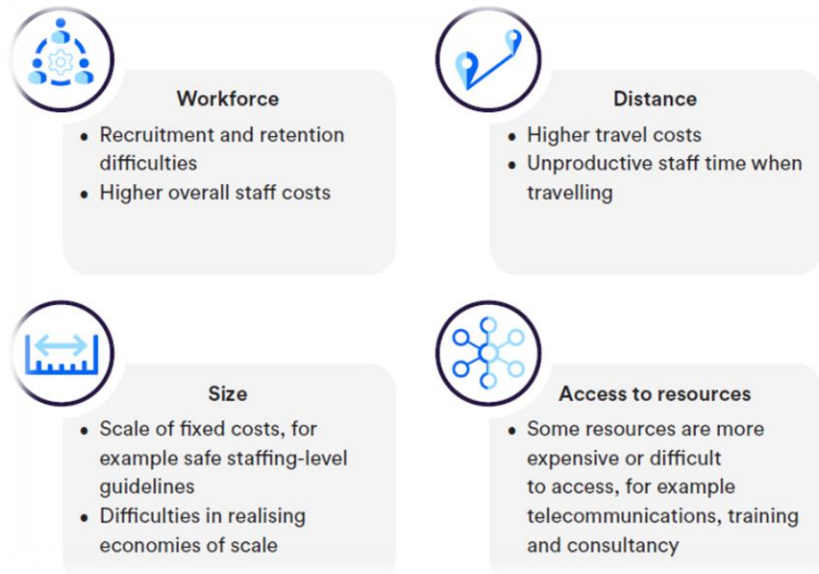 Workforce
• Recruitment and retention
difficulties
• Higher overall staff costs
Distance
• Higher travel costs
• Unproductive staff time when
travelling
Size
• Scale of fixed costs, for
example safe staffing-level
guidelines
• Difficulties in realising
economies of scale
Access to resources
• Some resources are more
expensive or difficult
to access, for example
telecommunications, training
and consultancy